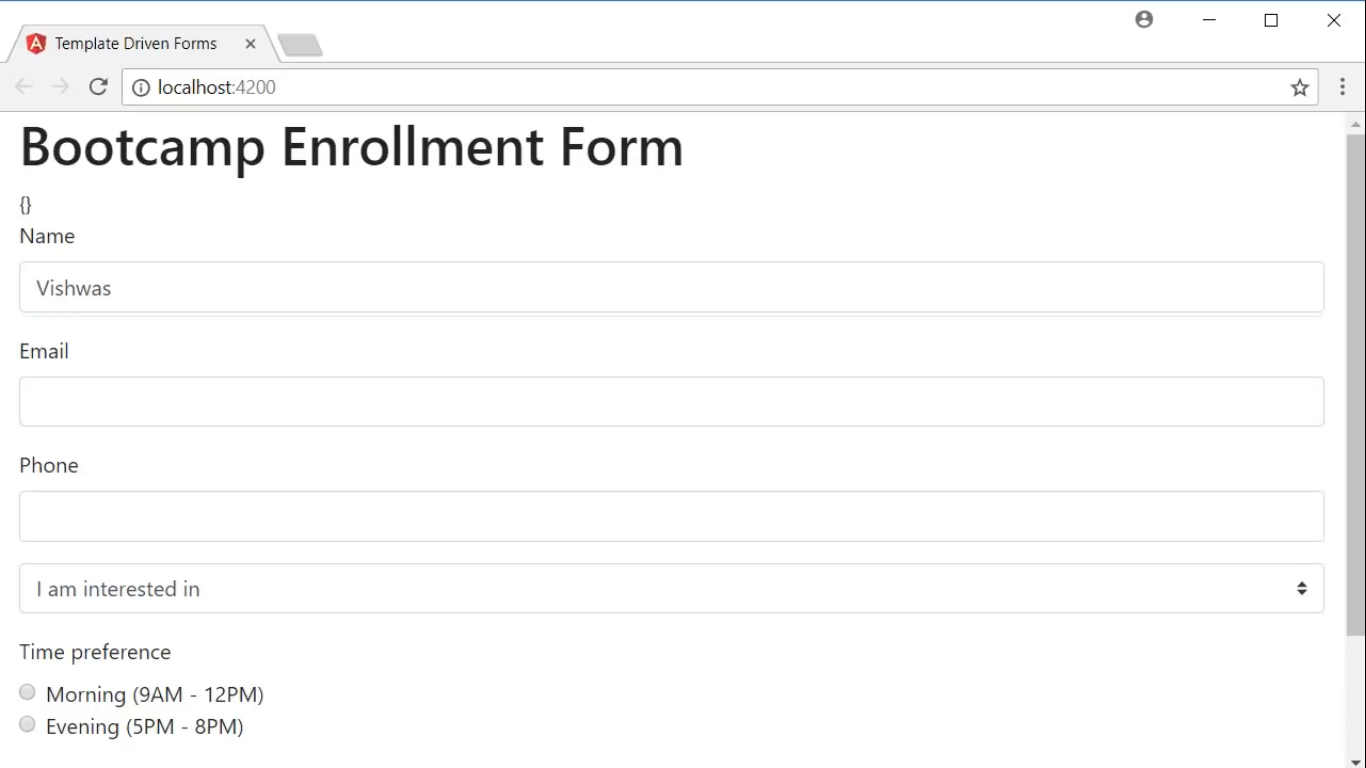 Template Driven Forms
localhost:4200
Bootcamp Enrollment Form
{}
Name
Vishwas
Email
Phone
I am interested in
Time preference
Morning (9AM - 12PM)
Evening (5PM - 8PM)